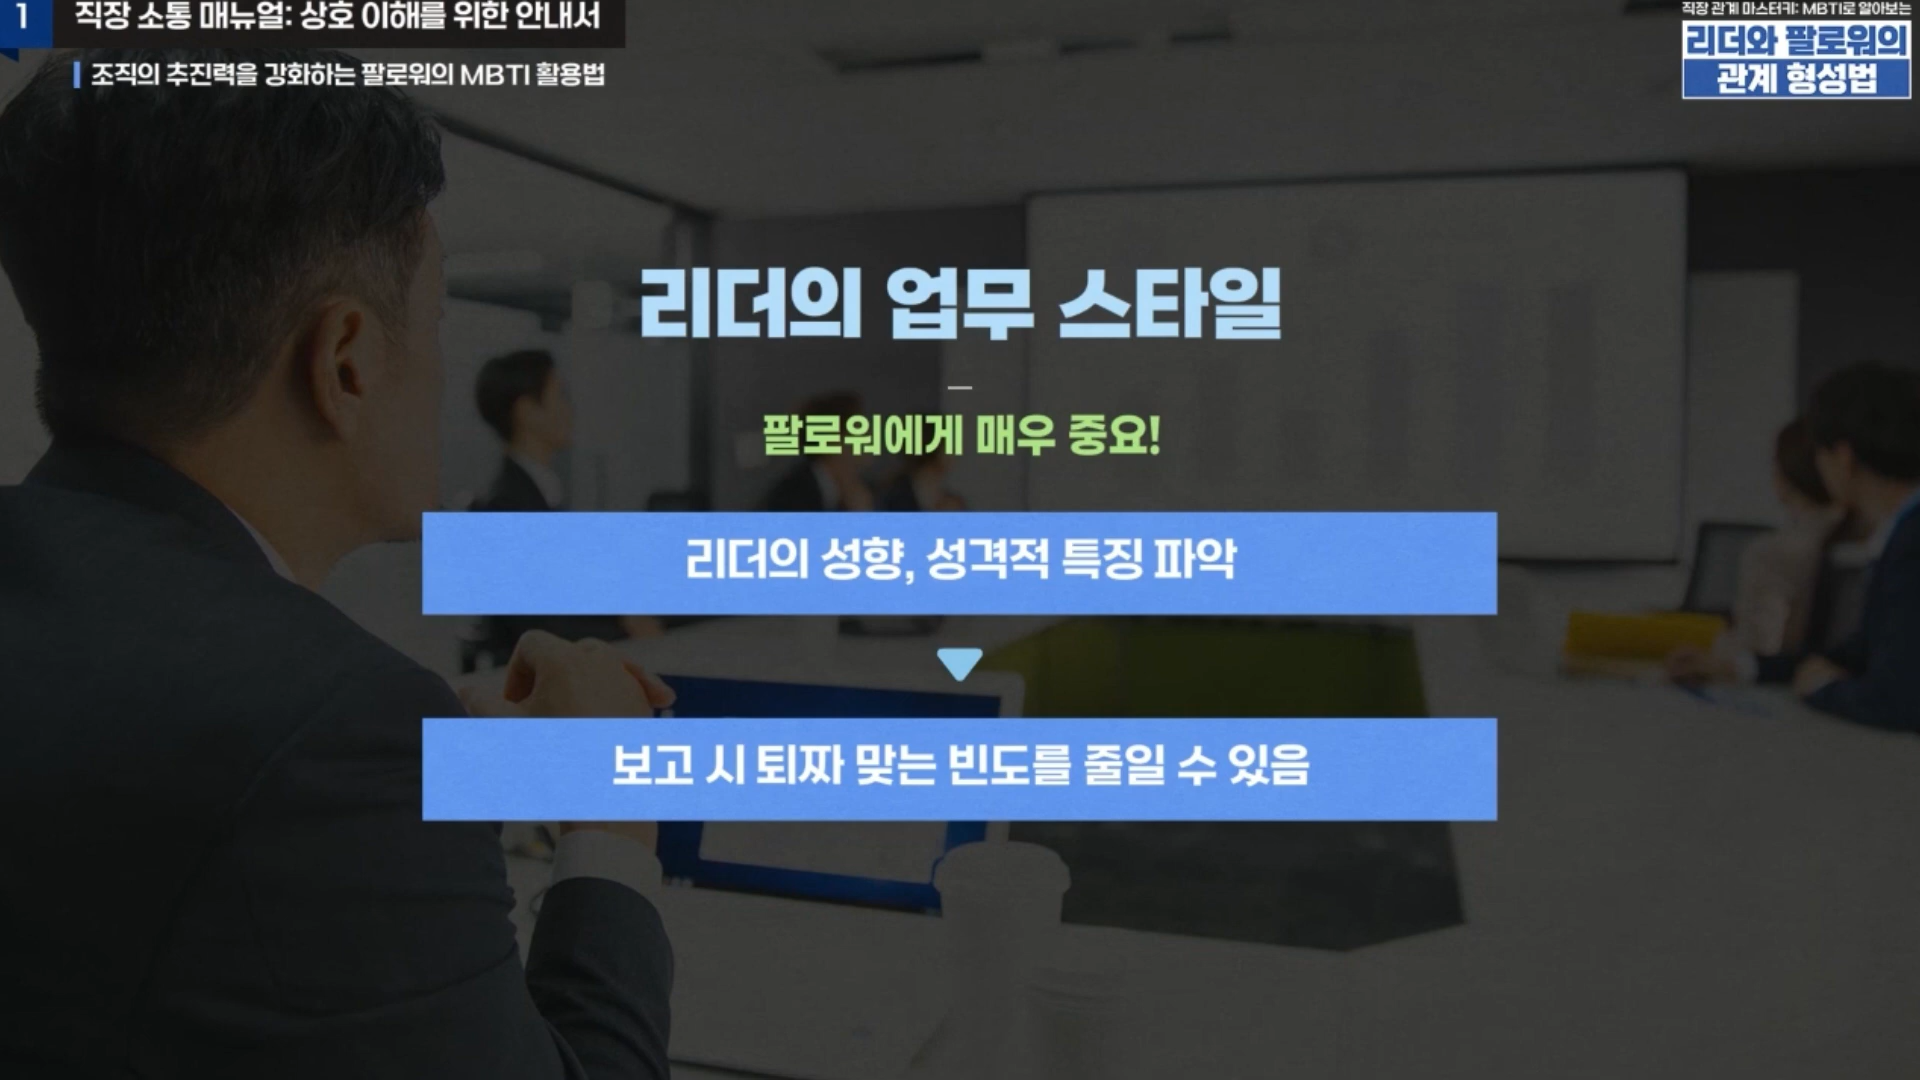 1
직장 소통 매뉴얼: 상호 이해를 위한 안내서
조직의 추진력을 강화하는 팔로워의 MBTI 활용법
직장 관계 마스터키: MBTI로 알아보는
리더와 팔로워의
관계 형성법
리더의 업무 스타일
팔로워에게 매우 중요!
리더의 성향, 성격적 특징 파악
보고 시 퇴짜 맞는 빈도를 줄일 수 있음